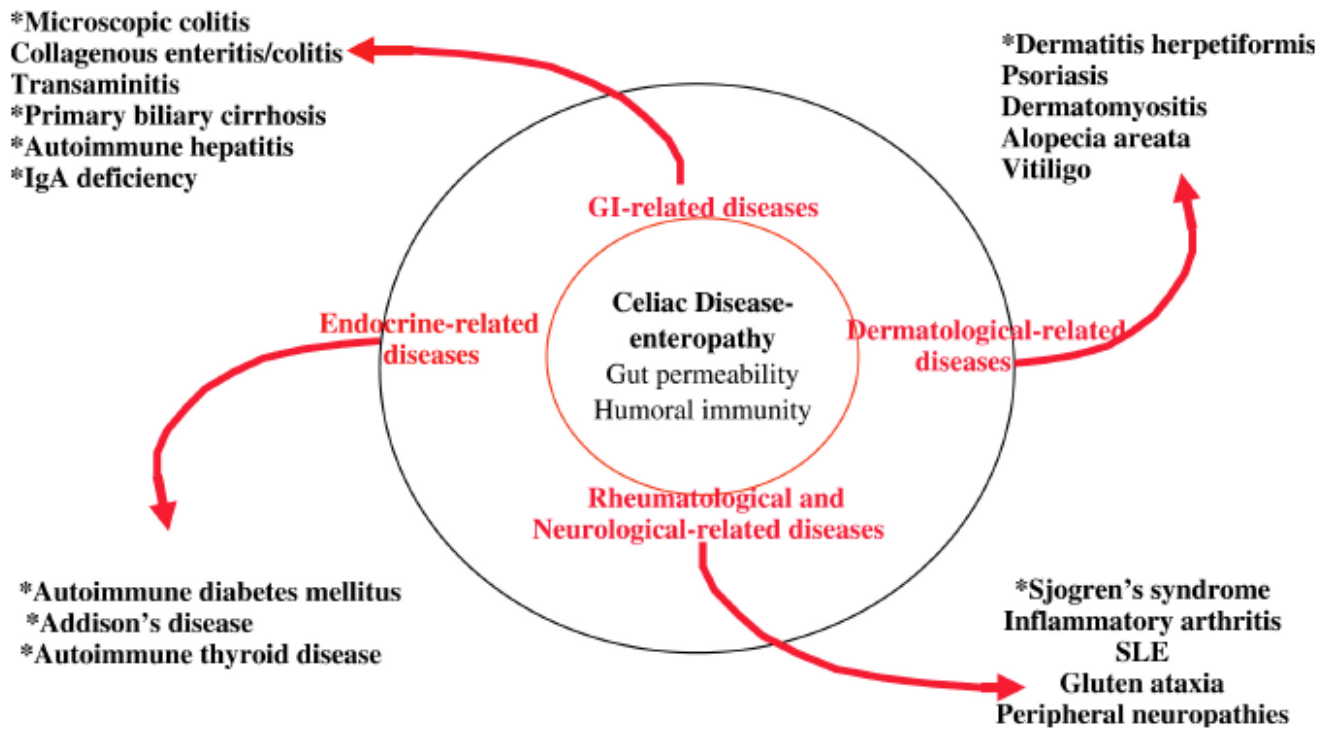 *Microscopic colitis
Collagenous enteritis/colitis
Transaminitis
*Primary biliary cirrhosis
*Autoimmune hepatitis
*IgA deficiency
*Dermatitis herpetiformis
Psoriasis
Dermatomyositis
Alopecia areata
Vitiligo
GI-related diseases
Celiac Disease-
enteropathy
Gut permeability
Humoral immunity
Endocrine-related
diseases
Dermatological-related
diseases
Rheumatological and
Neurological-related diseases
*Autoimmune diabetes mellitus
*Addison's disease
*Autoimmune thyroid disease
*Sjogren's syndrome
Inflammatory arthritis
SLE
Gluten ataxia
Peripheral neuropathies